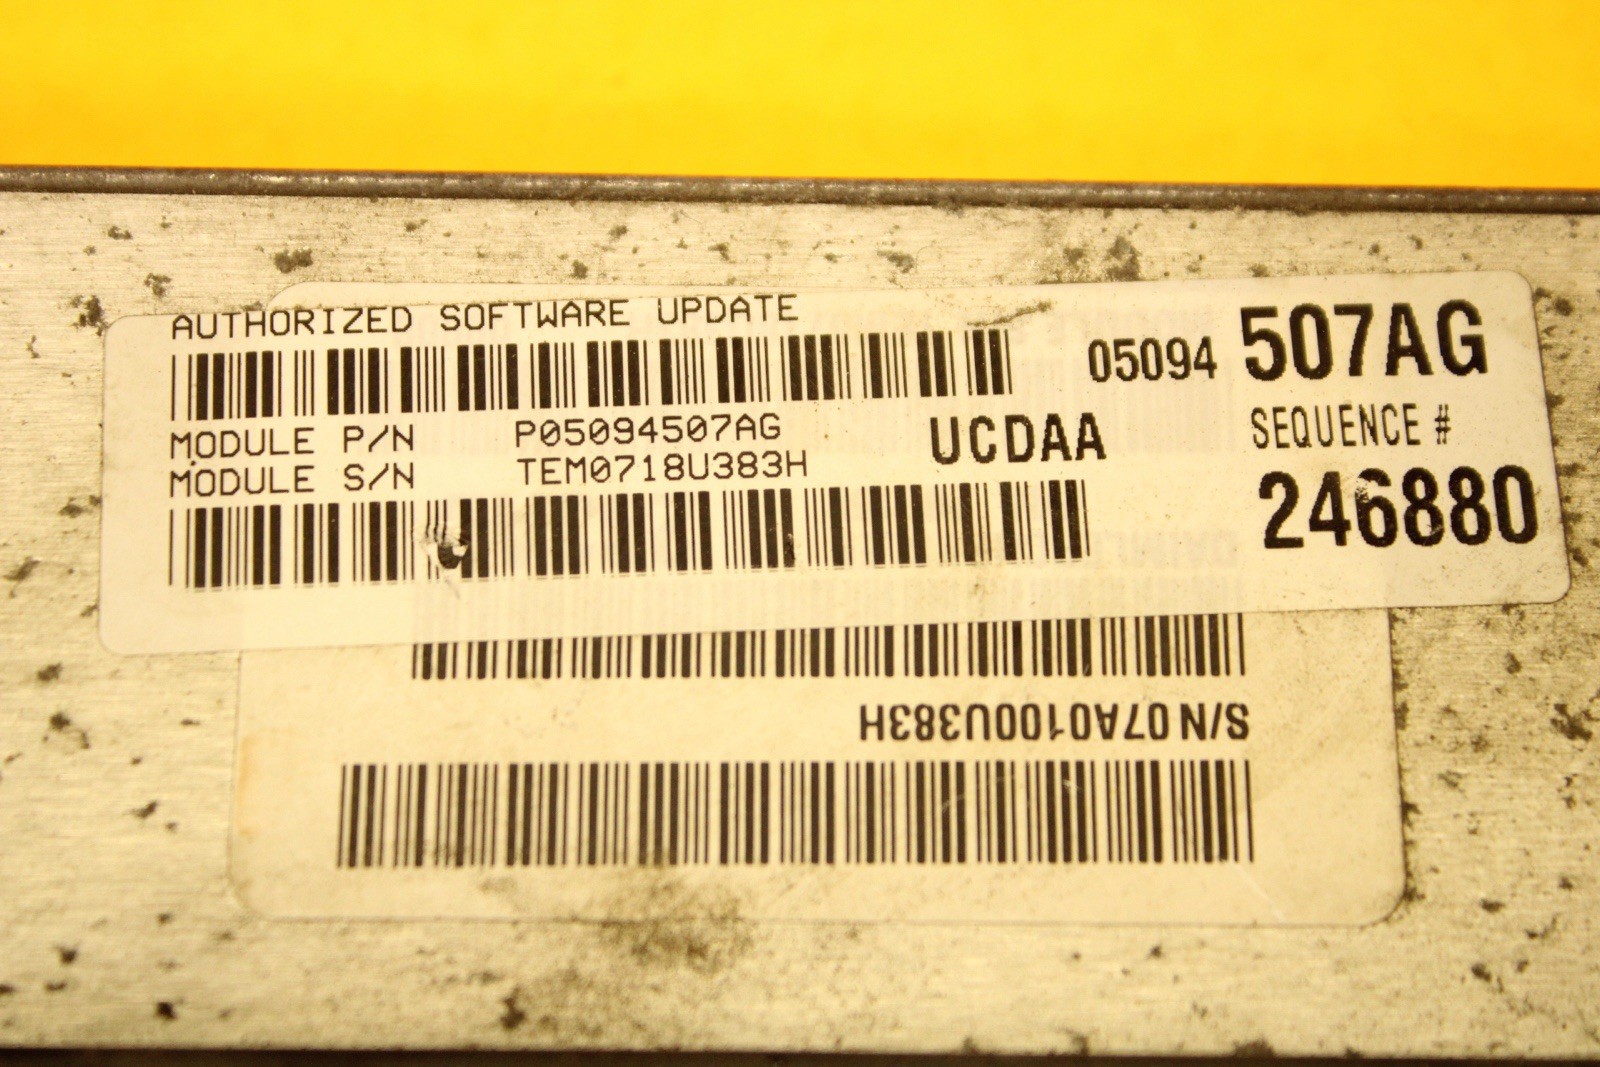 AUTHORIZED SOFTWARE UPDATE
05094 507AG
MODULE P/N P05094507AG
MODULE S/N TEM0718U383H
UCDAA
SEQUENCE #
246880
S/N 07A0100U383H